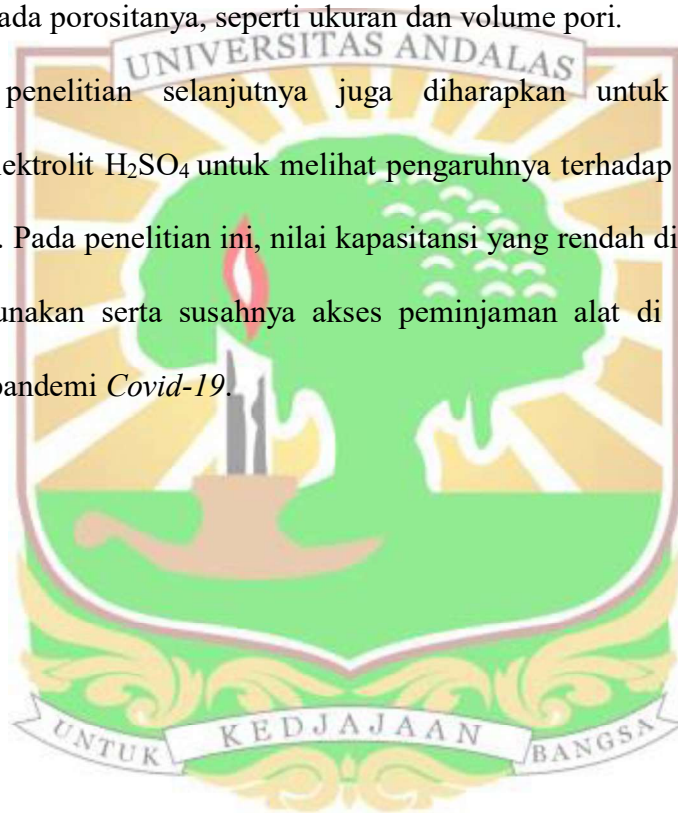 ada porositanya, seperti ukuran dan volume pori.
UNIVERSITAS ANDALAS
penelitian selanjutnya juga diharapkan untuk
lektrolit H₂SO₄ untuk melihat pengaruhnya terhadap
. Pada penelitian ini, nilai kapasitansi yang rendah di
unakan serta susahnya akses peminjaman alat di
pandemi Covid-19.
UNTUK KEDJAJAAN BANGSA